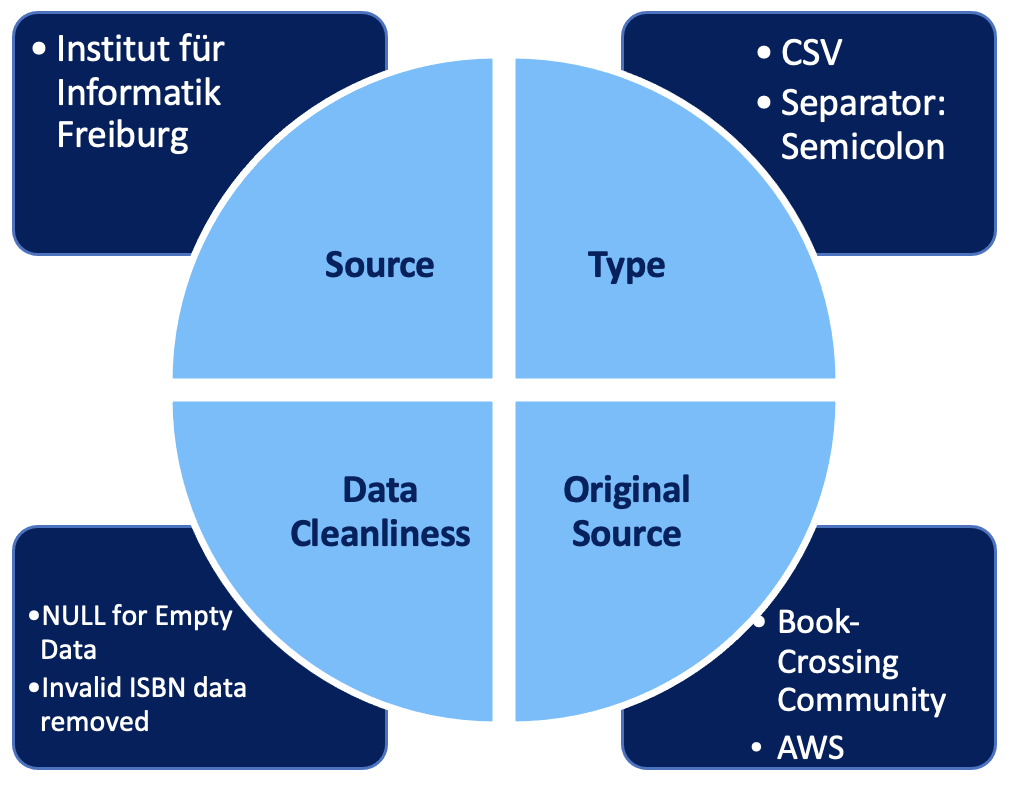 • Institut für
Informatik
Freiburg
• CSV
• Separator:
Semicolon
Source
Type
Data
Cleanliness
Original
Source
•NULL for Empty
Data
•Invalid ISBN data
removed
• Book-
Crossing
Community
• AWS